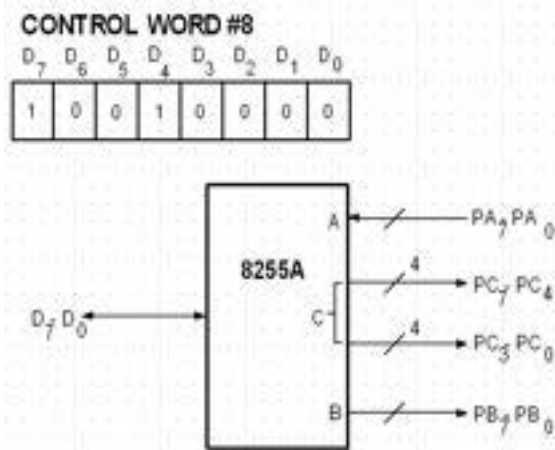 CONTROL WORD #8
D7 D6 D5 D4 D3 D2 D1 D0
1 0 0 1 0 0 0 0
A PA7 PA0
8255A
4
PC7 PC4
D7 D0
C
4
PC3 PC0
B PB7 PB0